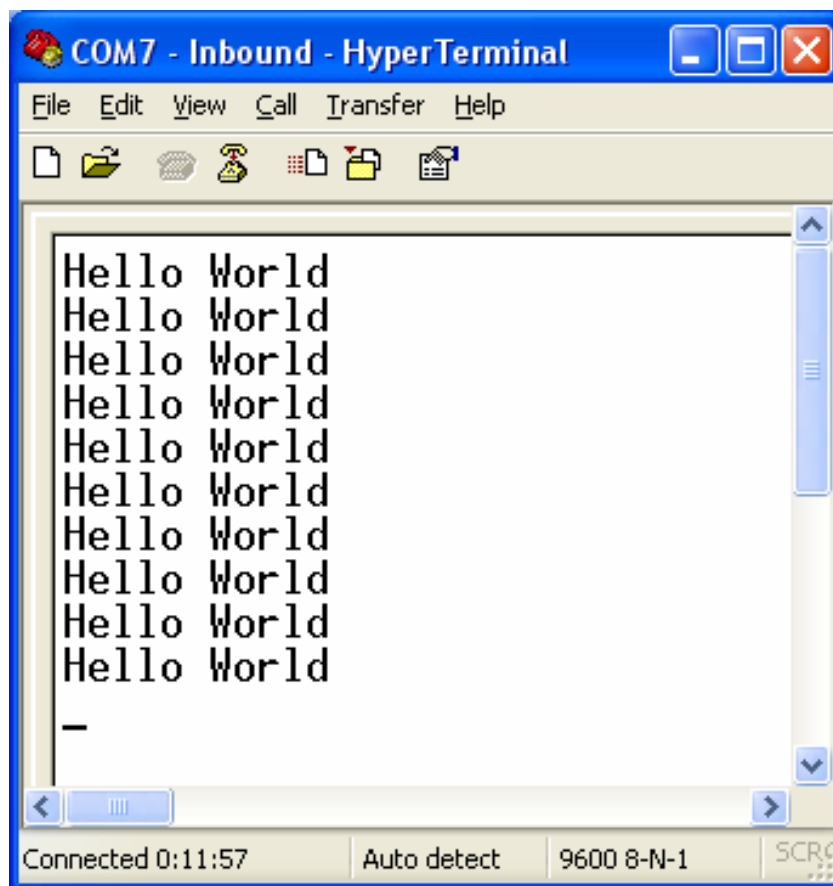 COM7 - Inbound - HyperTerminal
File Edit View Call Transfer Help
Hello World
Hello World
Hello World
Hello World
Hello World
Hello World
Hello World
Hello World
Hello World
Hello World
_
Connected 0:11:57 Auto detect 9600 8-N-1